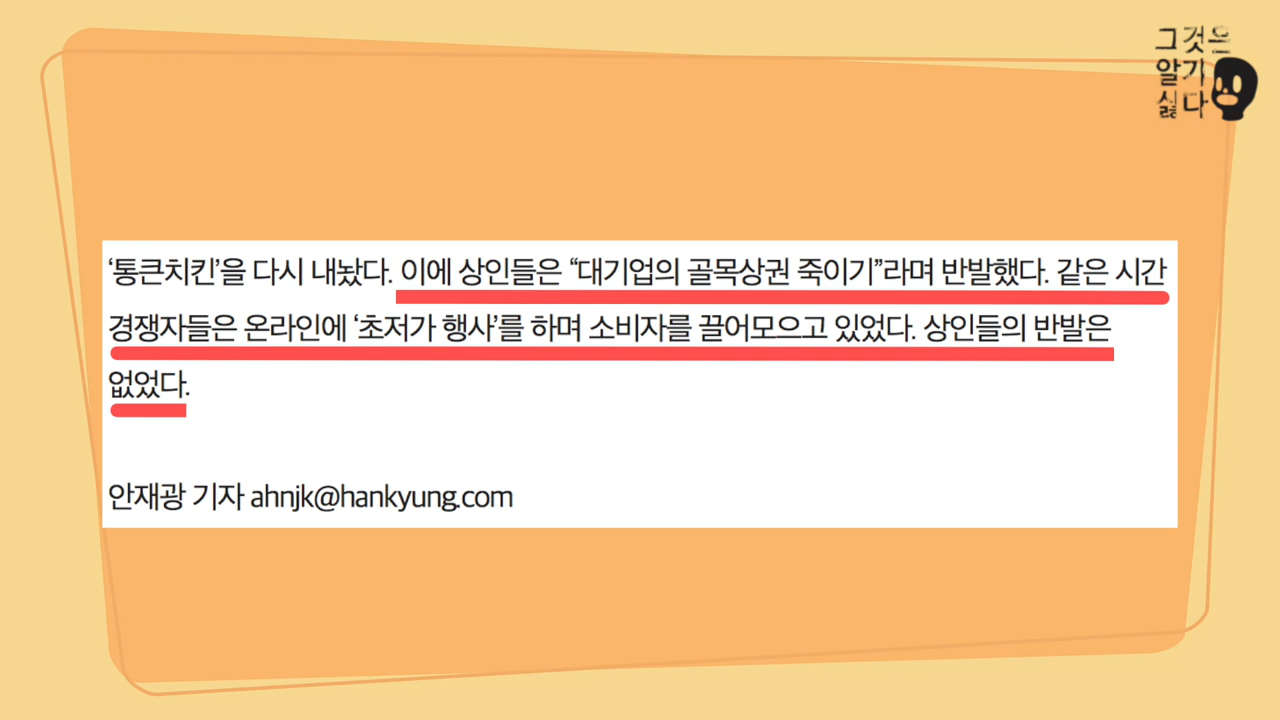 그것은
알기
싫다
‘통큰치킨’을 다시 내놨다. 이에 상인들은 “대기업의 골목상권 죽이기”라며 반발했다. 같은 시간
경쟁자들은 온라인에 ‘초저가 행사’를 하며 소비자를 끌어모으고 있었다. 상인들의 반발은
없었다.
안재광 기자 ahnjk@hankyung.com